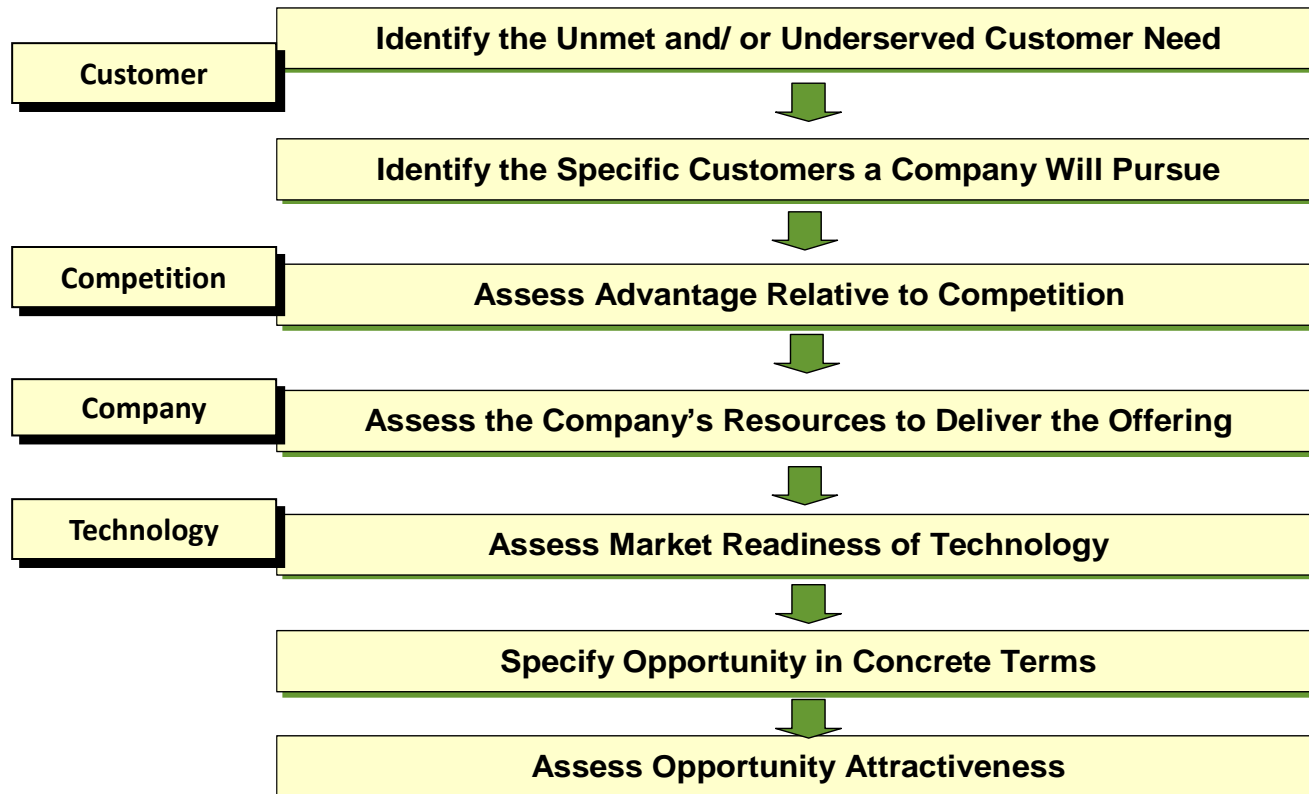 Identify the Unmet and/ or Underserved Customer Need
Customer
Identify the Specific Customers a Company Will Pursue
Competition
Assess Advantage Relative to Competition
Company
Assess the Company’s Resources to Deliver the Offering
Technology
Assess Market Readiness of Technology
Specify Opportunity in Concrete Terms
Assess Opportunity Attractiveness